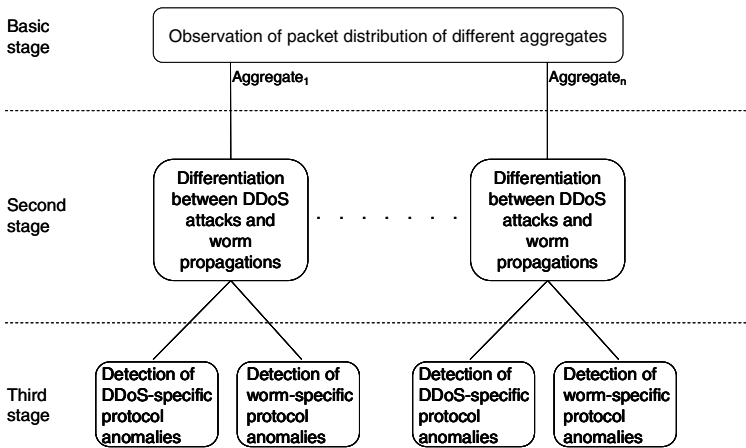 Basic
stage
Observation of packet distribution of different aggregates
Aggregate₁
Aggregateₙ
Second
stage
Differentiation
between DDoS
attacks and
worm
propagations
. . . . . . .
Differentiation
between DDoS
attacks and
worm
propagations
Third
stage
Detection of
DDoS-specific
protocol
anomalies
Detection of
worm-specific
protocol
anomalies
Detection of
DDoS-specific
protocol
anomalies
Detection of
worm-specific
protocol
anomalies